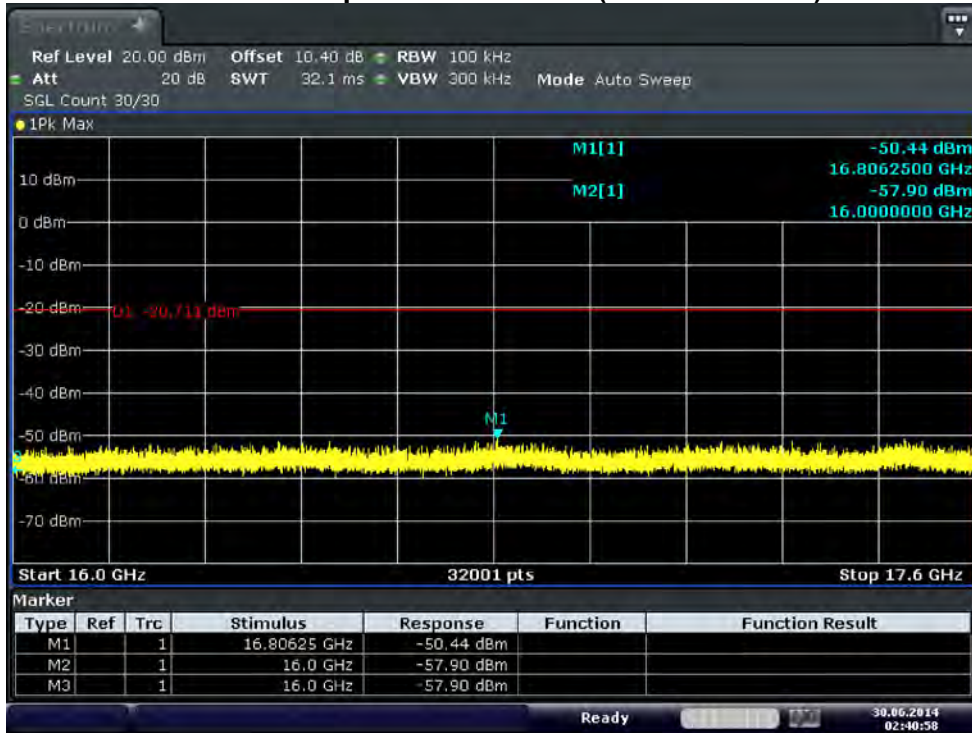 Spectrum
Ref Level 20.00 dBm Offset 10.40 dB RBW 100 kHz
Att 20 dB SWT 32.1 ms VBW 300 kHz Mode Auto Sweep
SGL Count 30/30
1Pk Max
M1[1] -50.44 dBm
16.8062500 GHz
10 dBm
M2[1] -57.90 dBm
16.0000000 GHz
0 dBm
-10 dBm
-20 dBm D1 -20.711 dBm
-30 dBm
-40 dBm
M1
-50 dBm
-60 dBm
-70 dBm
Start 16.0 GHz 32001 pts Stop 17.6 GHz
Marker
Type Ref Trc Stimulus Response Function Function Result
M1 1 16.80625 GHz -50.44 dBm
M2 1 16.0 GHz -57.90 dBm
M3 1 16.0 GHz -57.90 dBm
Ready 30.06.2014
02:40:58